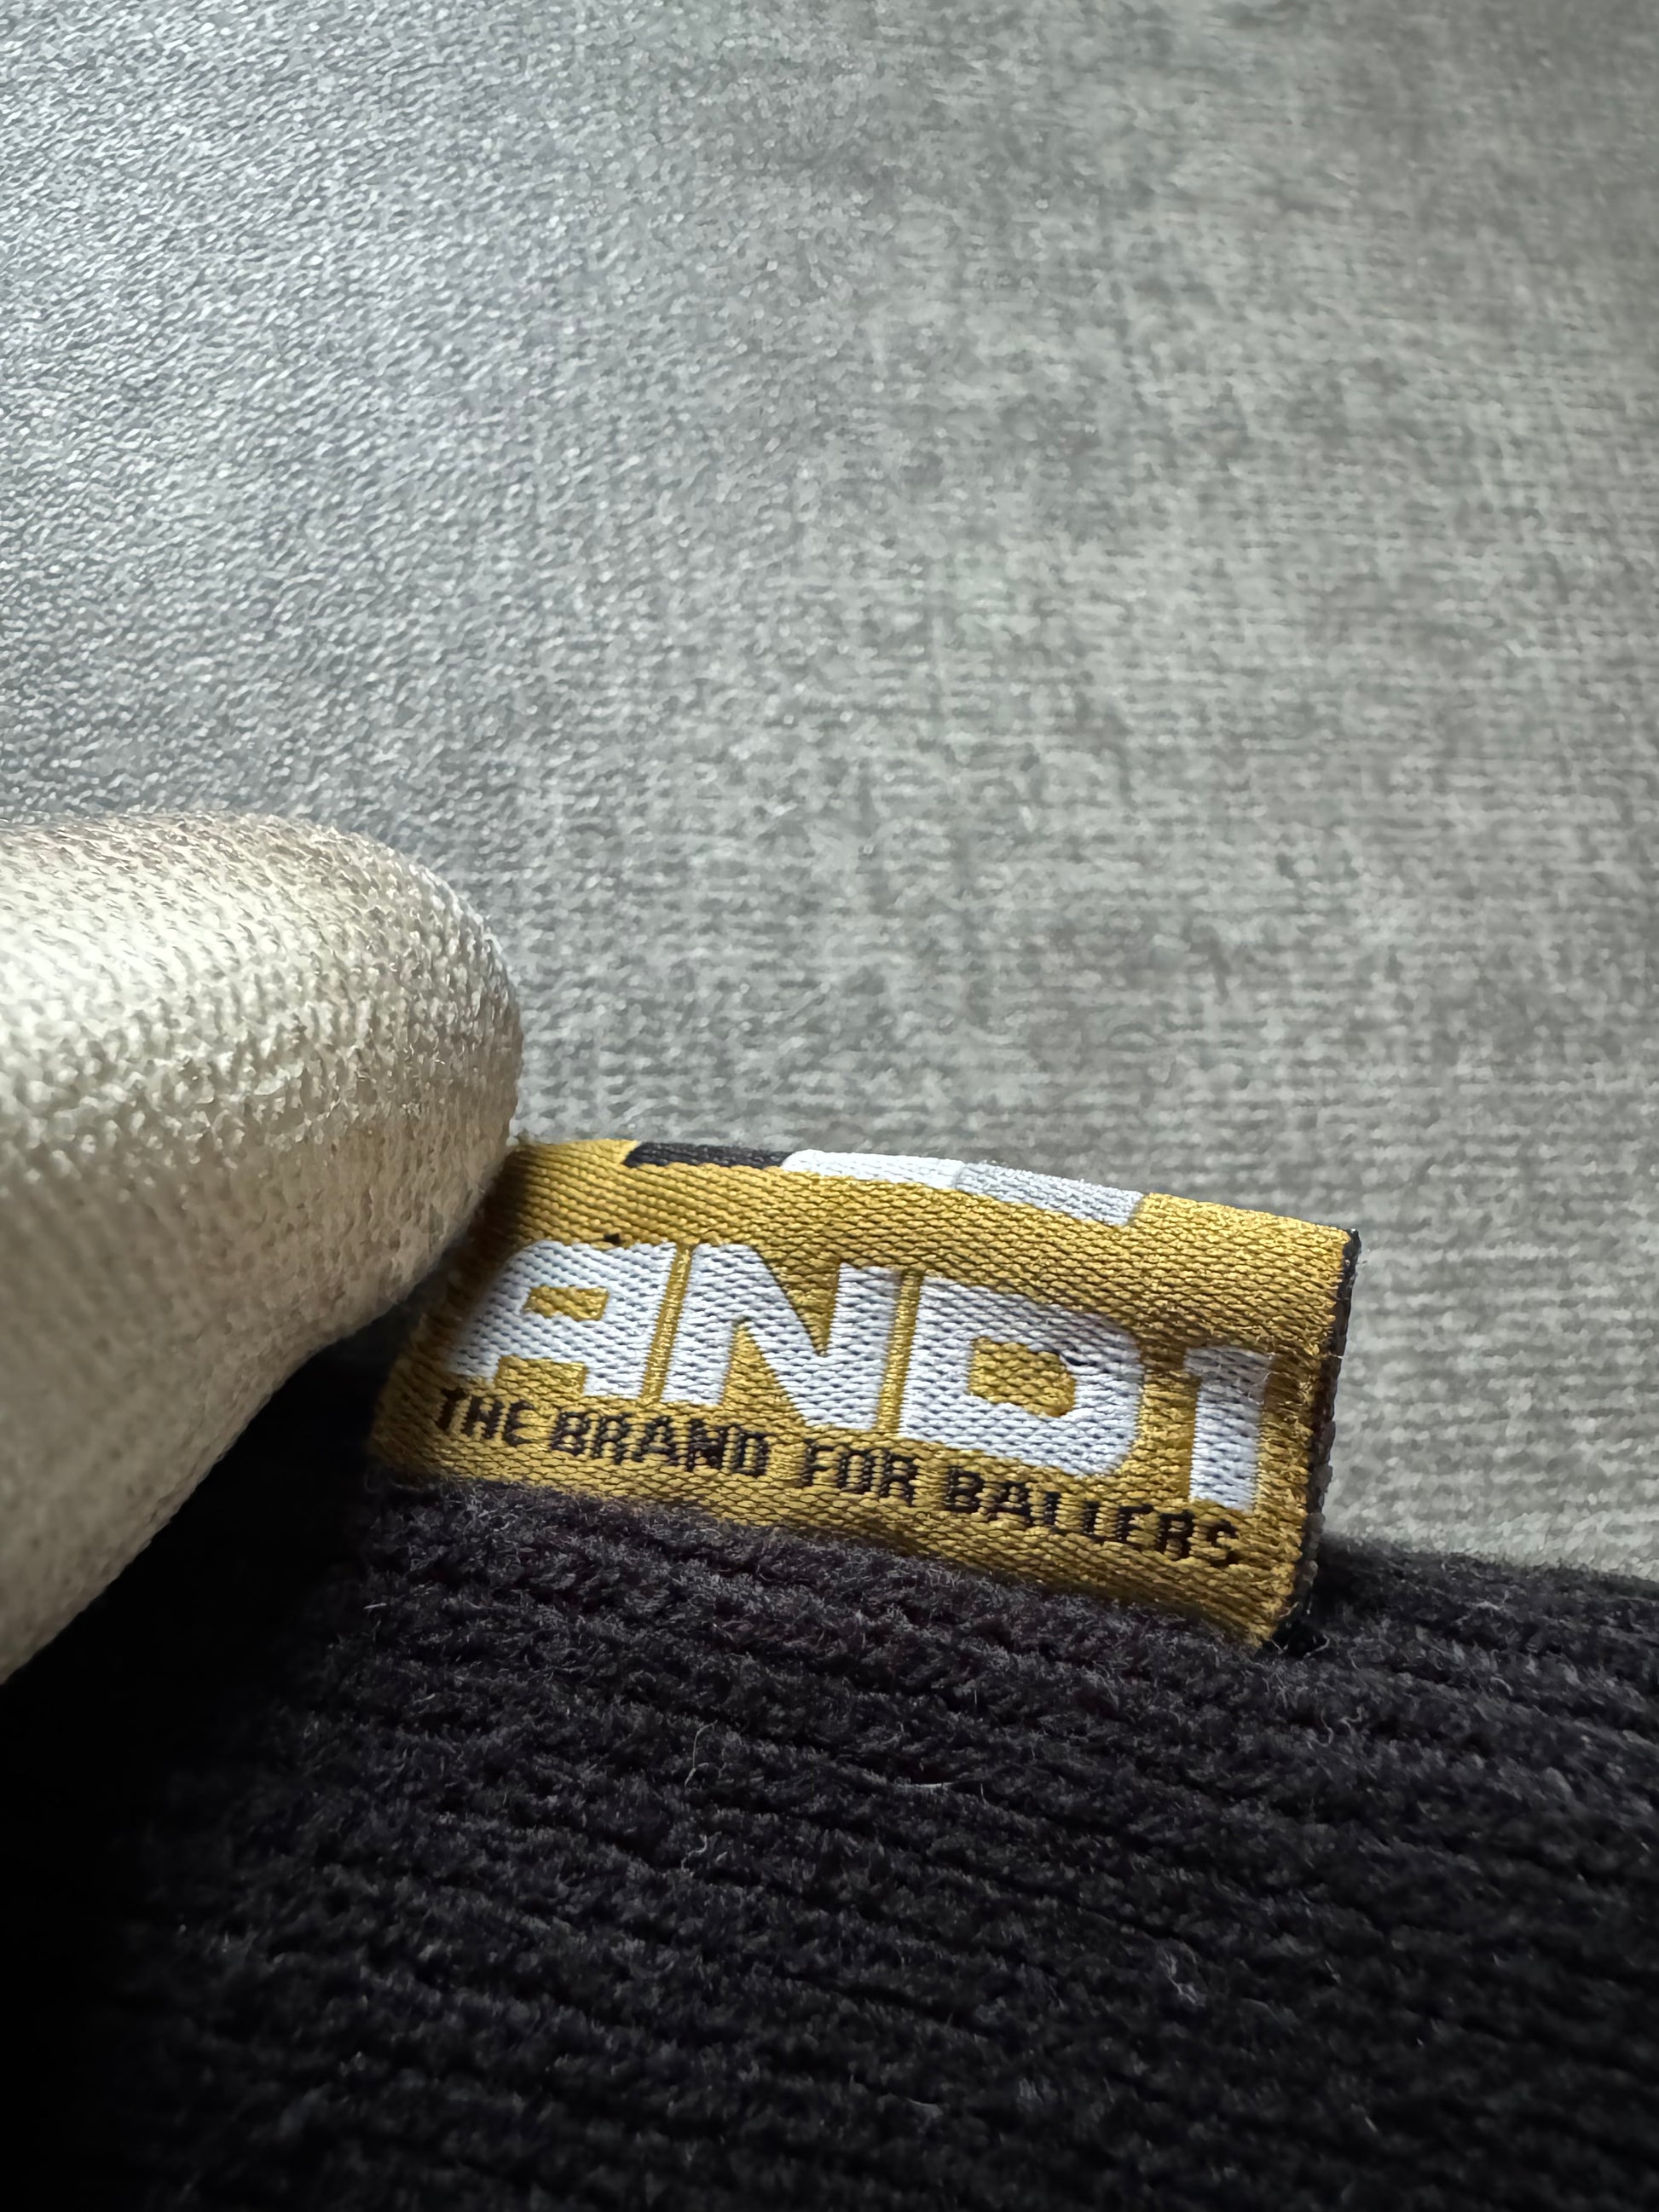 AND1
THE BRAND FOR BALLERS